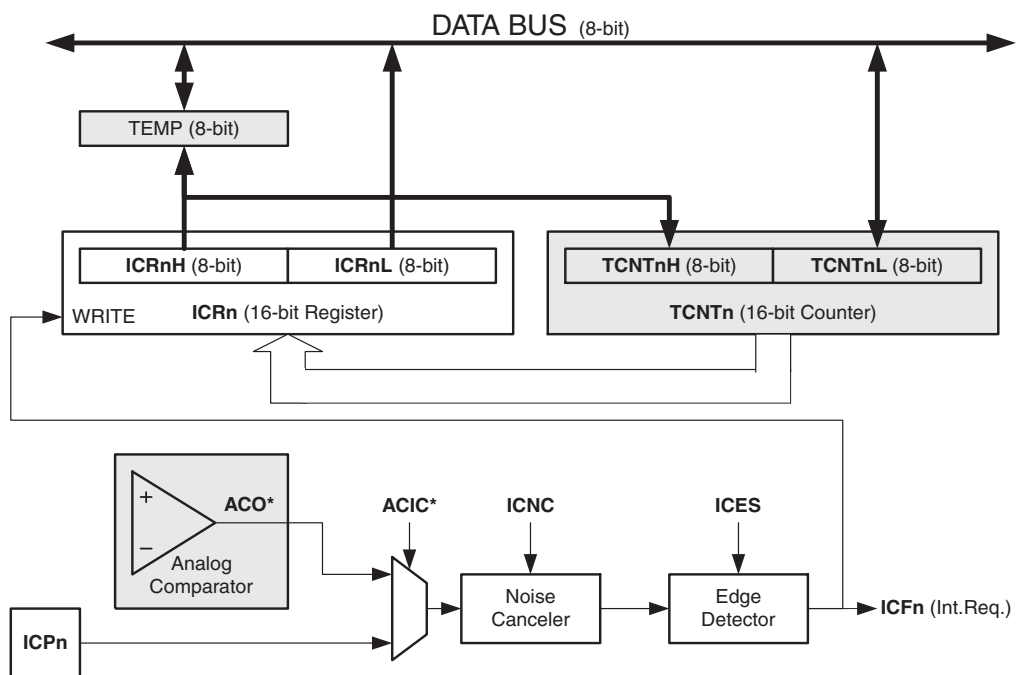 DATA BUS (8-bit)
TEMP (8-bit)
ICRnH (8-bit)
ICRnL (8-bit)
TCNTnH (8-bit)
TCNTnL (8-bit)
WRITE
ICRn (16-bit Register)
TCNTn (16-bit Counter)
+
−
ACO*
Analog
Comparator
ACIC*
ICNC
ICES
Noise
Canceler
Edge
Detector
ICFn (Int.Req.)
ICPn